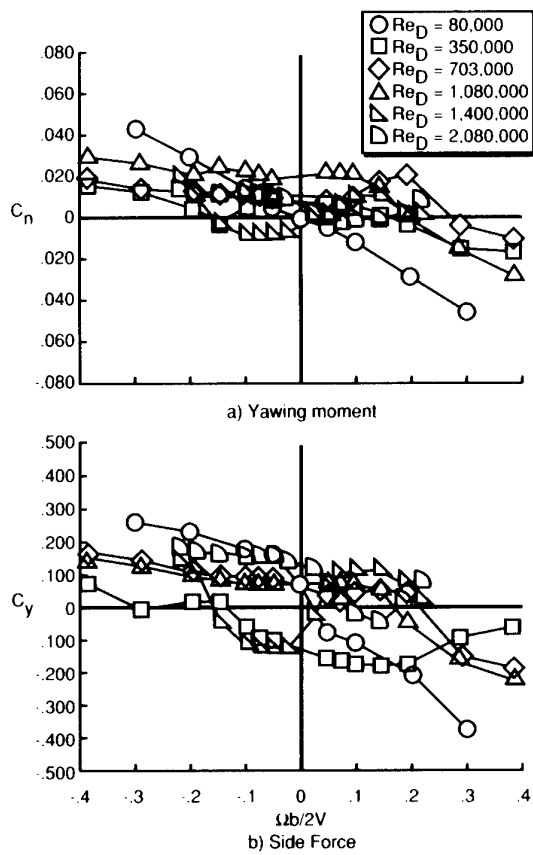 Re_D = 80,000
Re_D = 350,000
Re_D = 703,000
Re_D = 1,080,000
Re_D = 1,400,000
Re_D = 2,080,000
.080
.060
.040
.020
C_n
0
.020
.040
.060
-.080
a) Yawing moment
.500
.400
.300
.200
.100
C_y
0
.100
.200
.300
.400
-.500
-.4
-.3
-.2
-.1
0
.1
.2
.3
.4
Ωb/2V
b) Side Force